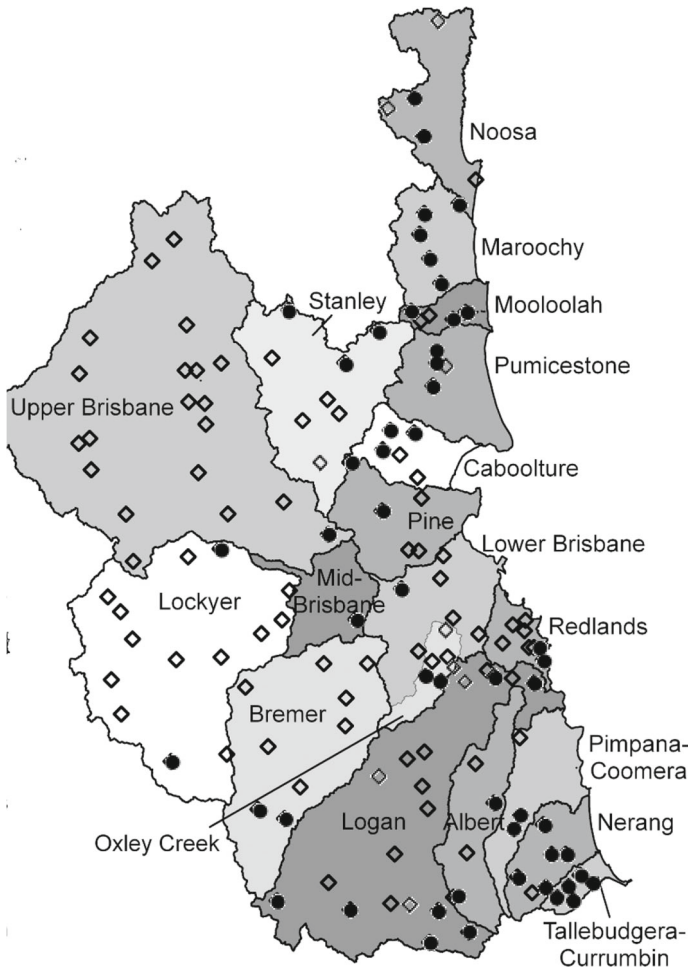 Noosa
Maroochy
Stanley
Mooloolah
Pumicestone
Upper Brisbane
Caboolture
Pine
Lower Brisbane
Mid-
Brisbane
Lockyer
Redlands
Bremer
Pimpana-
Coomera
Oxley Creek
Logan
Albert
Nerang
Tallebudgera-
Currumbin